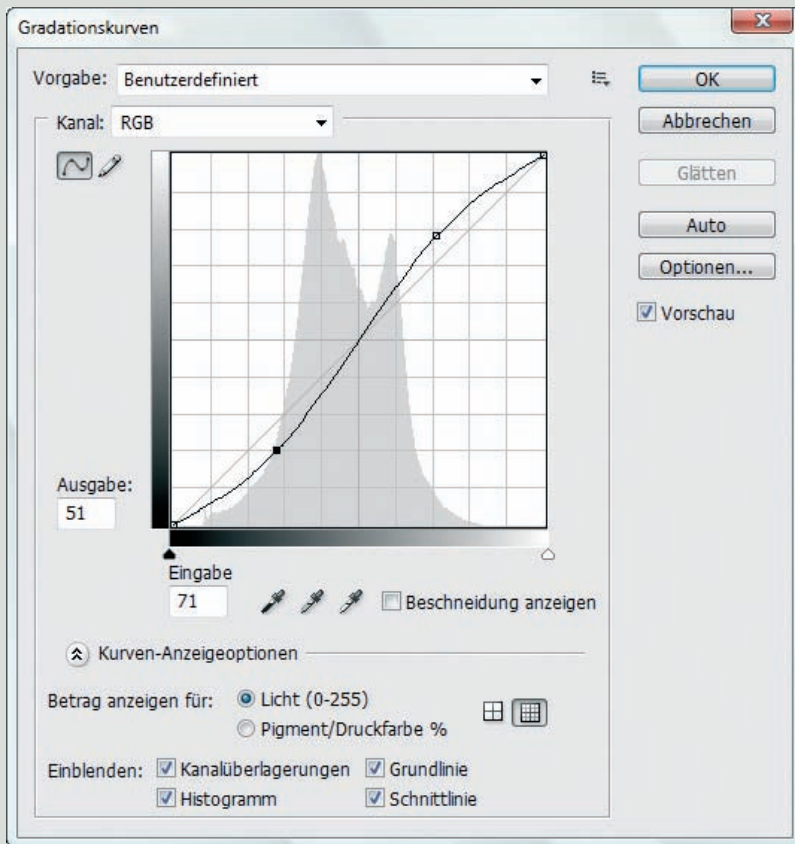 Gradationskurven
Vorgabe: Benutzerdefiniert
OK
Kanal: RGB
Abbrechen
Glätten
Auto
Optionen...
Vorschau
Ausgabe:
51
Eingabe
71
Beschneidung anzeigen
Kurven-Anzeigeoptionen
Betrag anzeigen für: Licht (0-255)
Pigment/Druckfarbe %
Einblenden: Kanalüberlagerungen Grundlinie
Histogramm Schnittlinie